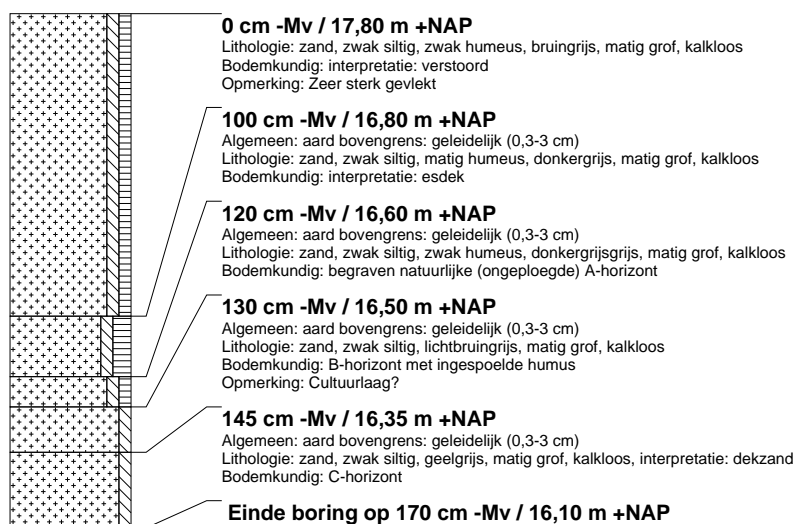 0 cm -Mv / 17,80 m +NAP
Lithologie: zand, zwak siltig, zwak humeus, bruingrijs, matig grof, kalkloos
Bodemkundig: interpretatie: verstoord
Opmerking: Zeer sterk gevlekt
100 cm -Mv / 16,80 m +NAP
Algemeen: aard bovengrens: geleidelijk (0,3-3 cm)
Lithologie: zand, zwak siltig, matig humeus, donkergrijs, matig grof, kalkloos
Bodemkundig: interpretatie: esdek
120 cm -Mv / 16,60 m +NAP
Algemeen: aard bovengrens: geleidelijk (0,3-3 cm)
Lithologie: zand, zwak siltig, zwak humeus, donkergrijsgrijs, matig grof, kalkloos
Bodemkundig: begraven natuurlijke (ongeploegde) A-horizont
130 cm -Mv / 16,50 m +NAP
Algemeen: aard bovengrens: geleidelijk (0,3-3 cm)
Lithologie: zand, zwak siltig, lichtbruingrijs, matig grof, kalkloos
Bodemkundig: B-horizont met ingespoelde humus
Opmerking: Cultuurlaag?
145 cm -Mv / 16,35 m +NAP
Algemeen: aard bovengrens: geleidelijk (0,3-3 cm)
Lithologie: zand, zwak siltig, geelgrijs, matig grof, kalkloos, interpretatie: dekzand
Bodemkundig: C-horizont
Einde boring op 170 cm -Mv / 16,10 m +NAP